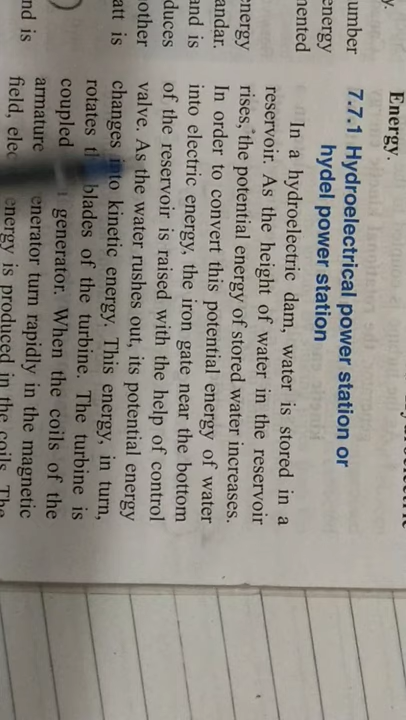 Energy.
7.7.1 Hydroelectrical power station or
hydel power station
In a hydroelectric dam, water is stored in a
reservoir. As the height of water in the reservoir
rises, the potential energy of stored water increases.
In order to convert this potential energy of water
into electric energy, the iron gate near the bottom
of the reservoir is raised with the help of control
valve. As the water rushes out, its potential energy
changes into kinetic energy. This energy, in turn,
rotates blades of the turbine. The turbine is
coupled generator. When the coils of the
armature turn rapidly in the magnetic
field, energy is produced in the coils. The
y.
umber
energy
nented
energy
andar.
and is
duces
other
att is
nd is